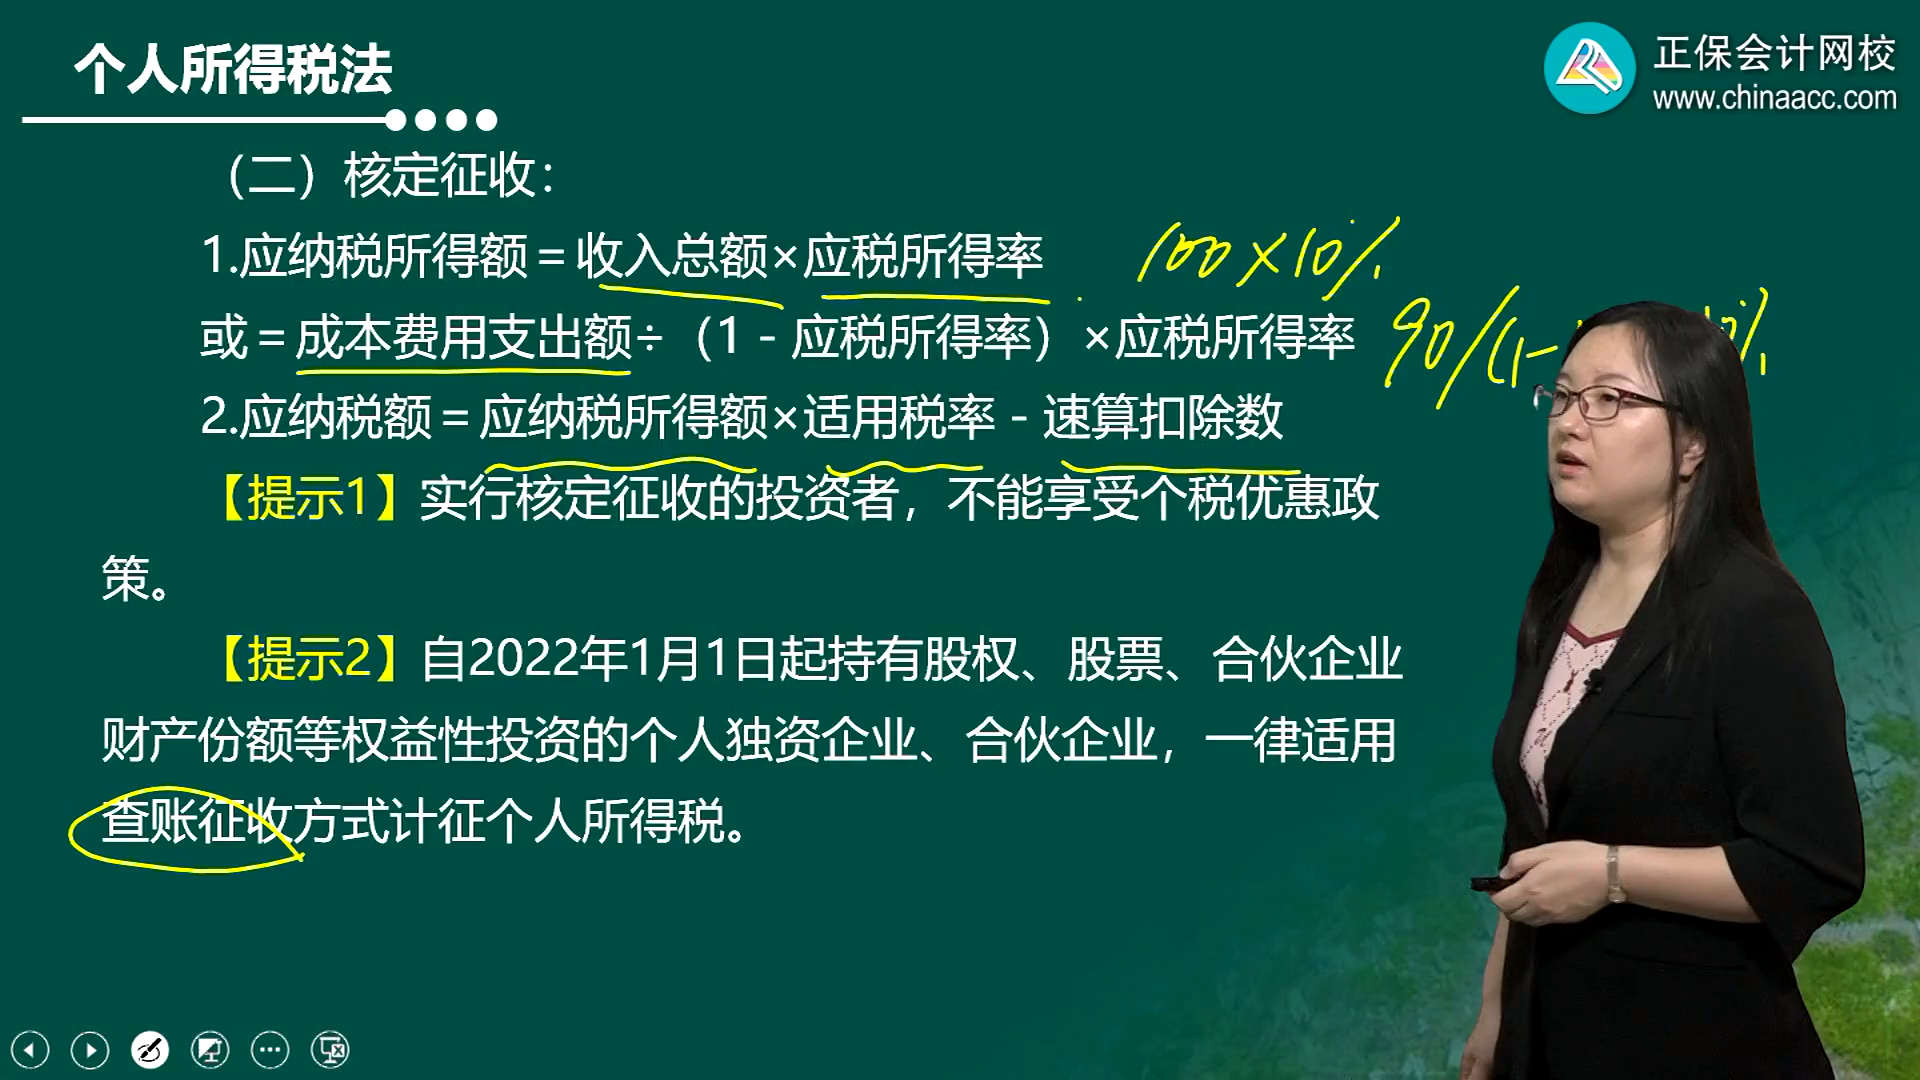 个人所得税法
正保会计网校
www.chinaacc.com
（二）核定征收：
1.应纳税所得额＝收入总额×应税所得率
100×10%
或＝成本费用支出额÷（1－应税所得率）×应税所得率
90/(1-
2.应纳税额＝应纳税所得额×适用税率－速算扣除数
【提示1】实行核定征收的投资者，不能享受个税优惠政
策。
【提示2】自2022年1月1日起持有股权、股票、合伙企业
财产份额等权益性投资的个人独资企业、合伙企业，一律适用
查账征收方式计征个人所得税。